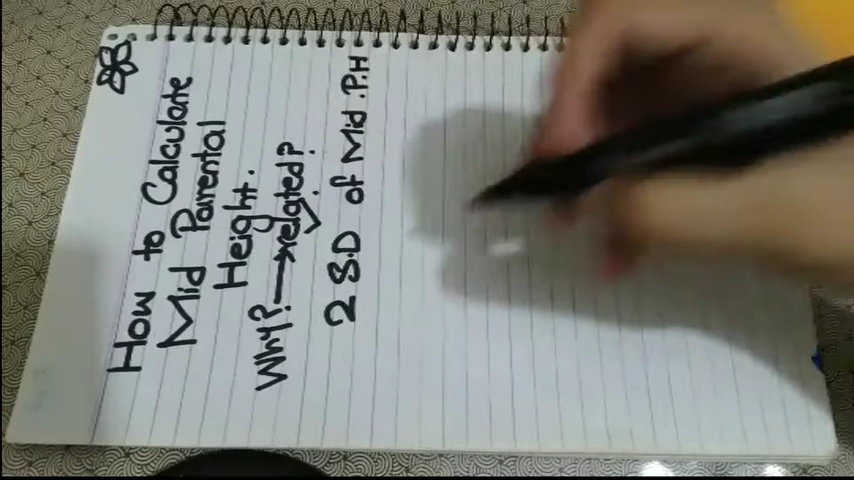 How to Calculate
Mid Parental
Height.
Why? → related?
2 S.D of Mid.P.H